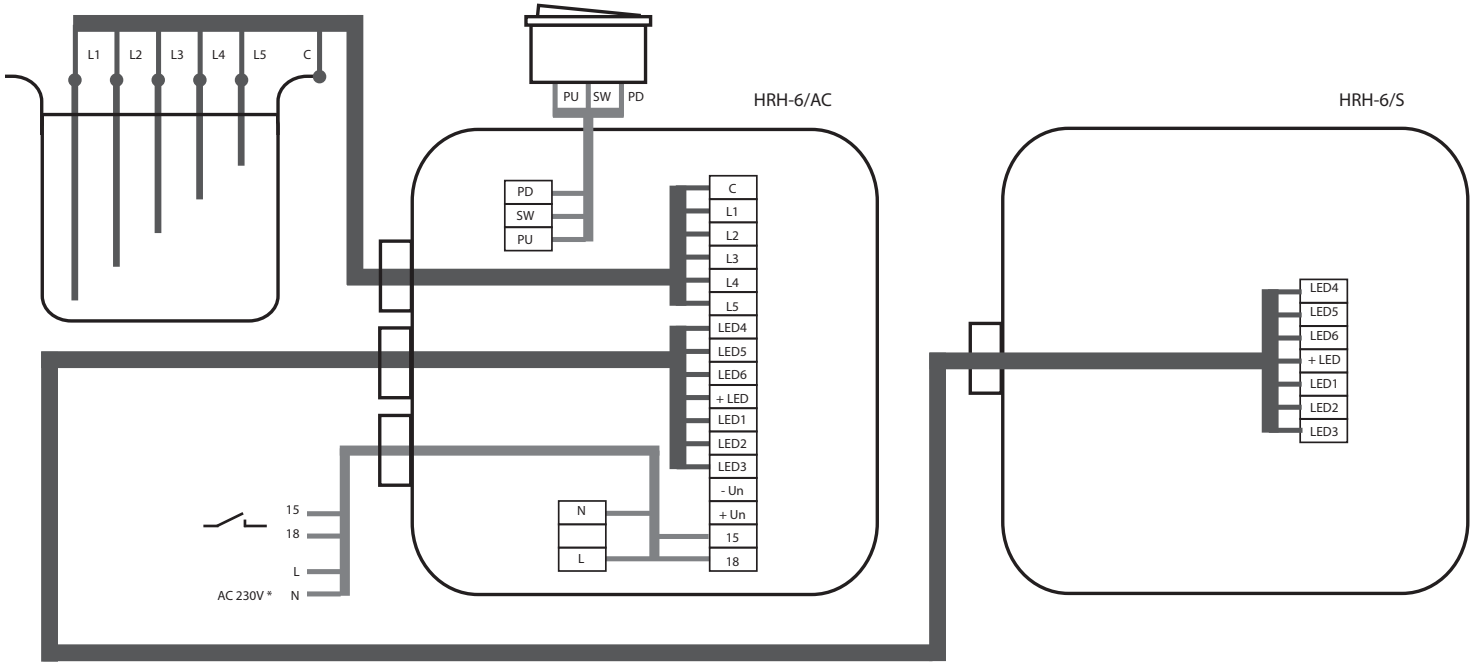 L1 L2 L3 L4 L5 C
PU SW PD
HRH-6/AC
HRH-6/S
PD
SW
PU
C
L1
L2
L3
L4
L5
LED4
LED5
LED6
+ LED
LED1
LED2
LED3
- Un
+ Un
15
18
N
L
15
18
L
AC 230V * N
LED4
LED5
LED6
+ LED
LED1
LED2
LED3